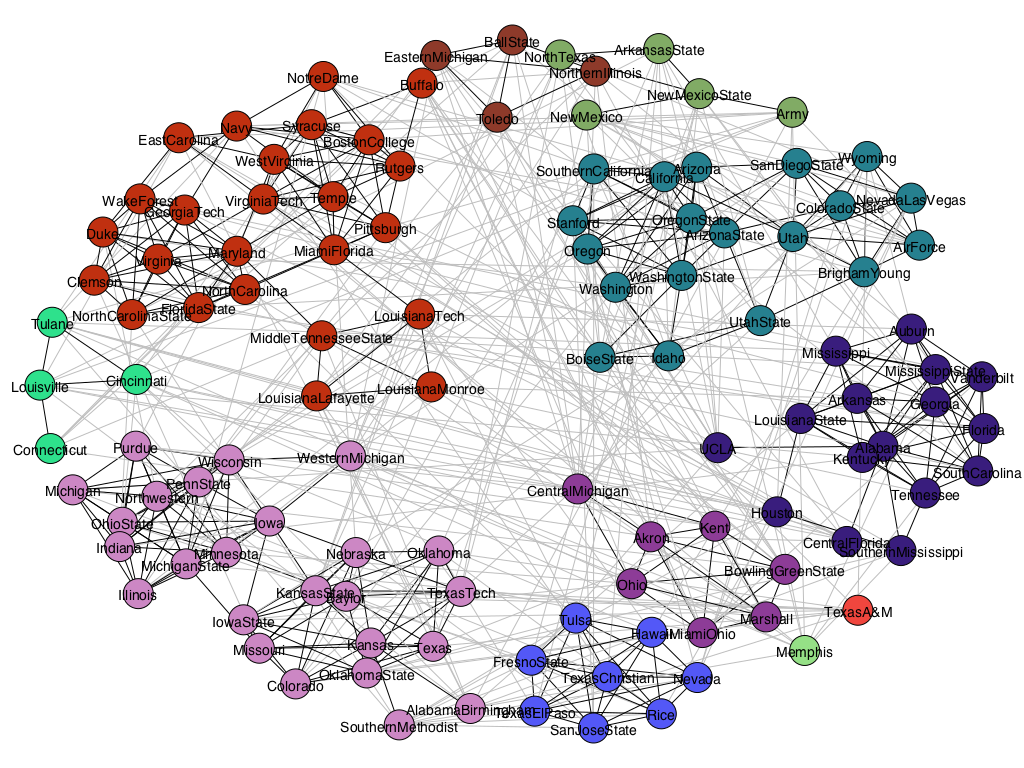 BallState
EasternMichigan
NorthTexas
ArkansasState
NorthernIllinois
NotreDame
Buffalo
NewMexicoState
Toledo
NewMexico
Army
Navy
Syracuse
EastCarolina
BostonCollege
WestVirginia
Rutgers
SouthernCalifornia
California
Arizona
SanDiegoState
Wyoming
WakeForest
GeorgiaTech
VirginiaTech
Temple
NevadaLasVegas
ColoradoState
Stanford
OregonState
Duke
Pittsburgh
ArizonaState
Utah
Virginia
Maryland
MiamiFlorida
Oregon
AirForce
Clemson
NorthCarolina
Washington
WashingtonState
BrighamYoung
NorthCarolinaState
FloridaState
LouisianaTech
Tulane
MiddleTennesseeState
UtahState
Auburn
BoiseState
Idaho
Mississippi
MississippiState
Vanderbilt
Louisville
Cincinnati
LouisianaLafayette
LouisianaMonroe
Arkansas
Georgia
LouisianaState
Florida
Connecticut
Purdue
UCLA
Alabama
Kentucky
Wisconsin
WesternMichigan
SouthCarolina
Michigan
PennState
Northwestern
CentralMichigan
Tennessee
OhioState
Iowa
Houston
Indiana
Minnesota
MichiganState
Nebraska
Oklahoma
Akron
Kent
CentralFlorida
SouthernMississippi
BowlingGreenState
Illinois
KansasState
Baylor
TexasTech
Ohio
TexasA&M
IowaState
Tulsa
Hawaii
MiamiOhio
Marshall
Missouri
Kansas
Texas
Memphis
Colorado
OklahomaState
FresnoState
TexasChristian
Nevada
SouthernMethodist
AlabamaBirmingham
TexasElPaso
SanJoseState
Rice